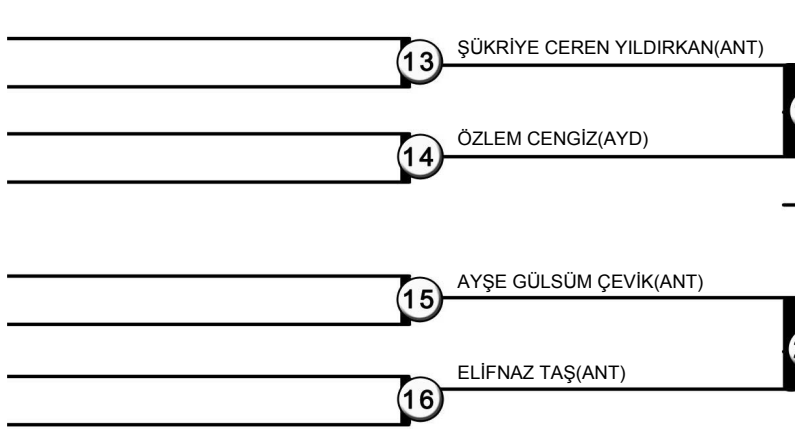 13 ŞÜKRİYE CEREN YILDIRKAN(ANT)
14 ÖZLEM CENGİZ(AYD)
15 AYŞE GÜLSÜM ÇEVİK(ANT)
ELİFNAZ TAŞ(ANT)
16